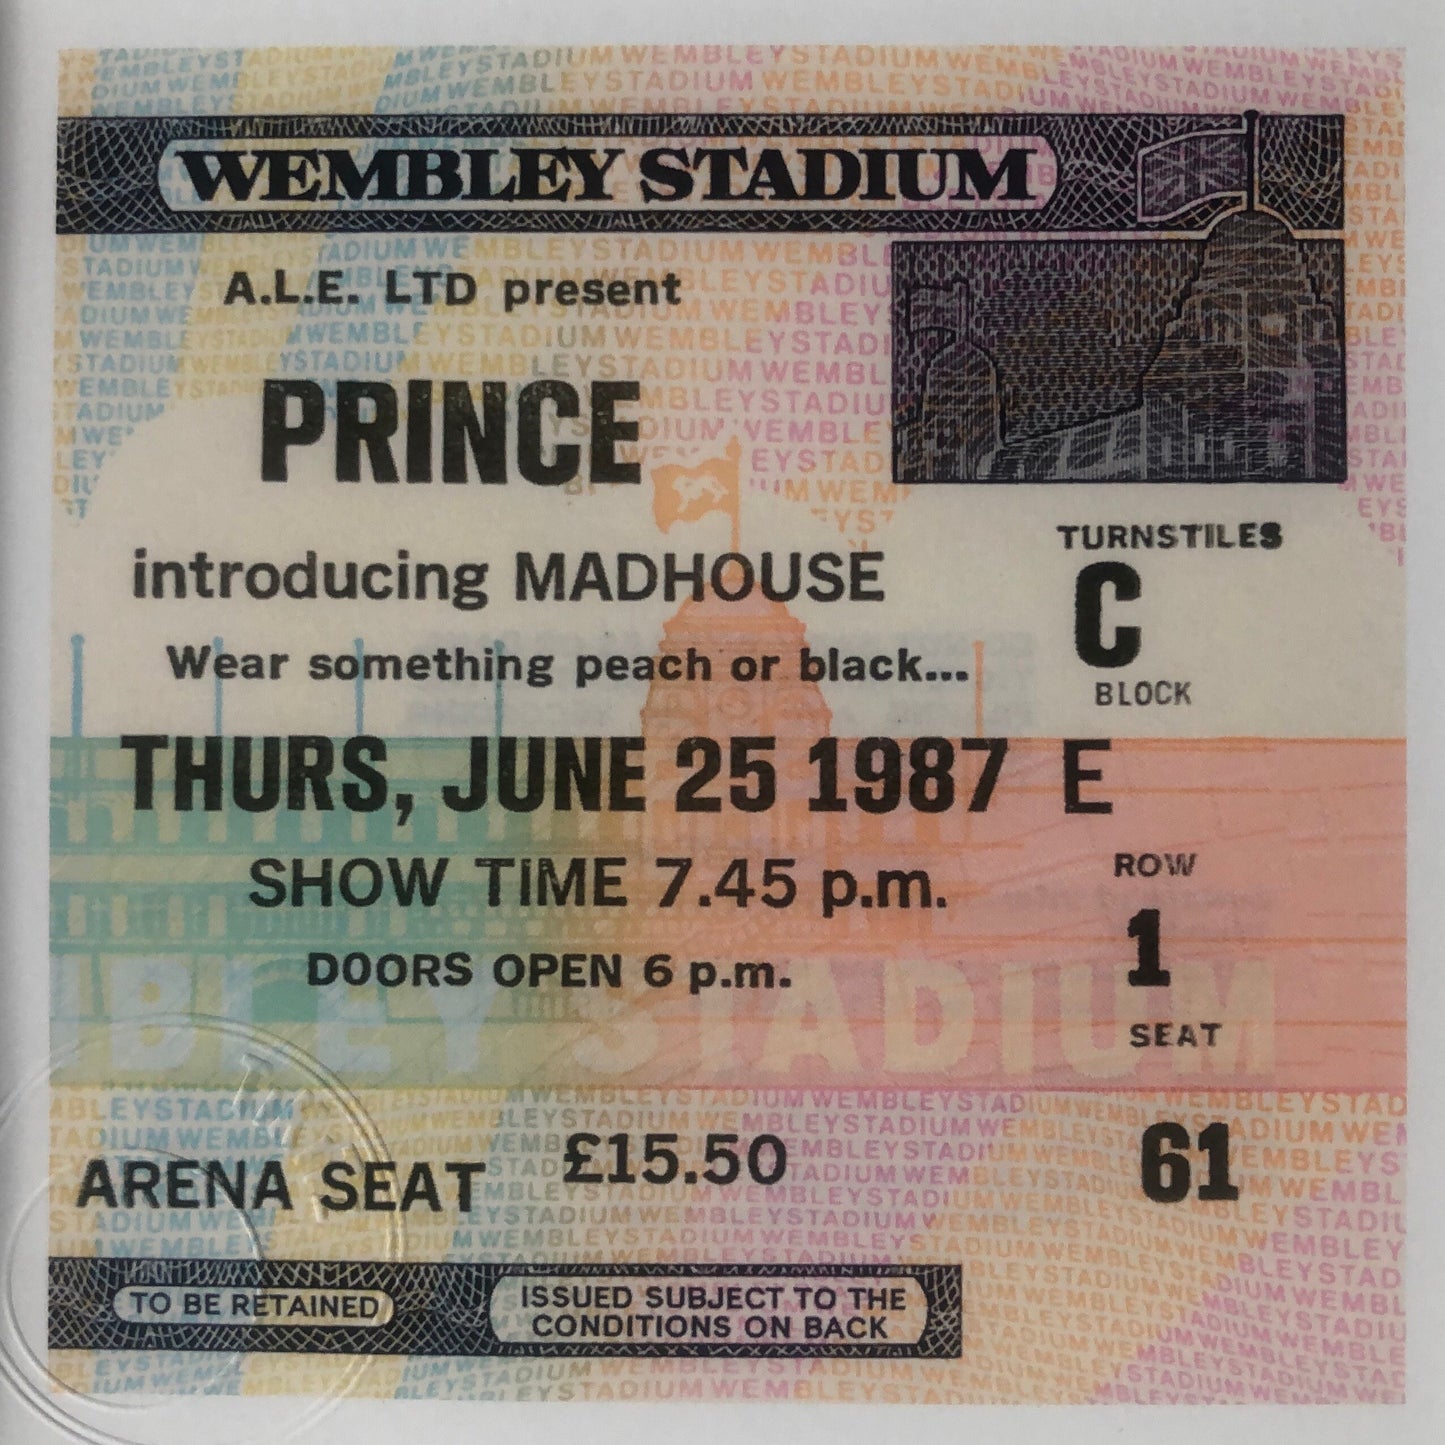 WEMBLEY STADIUM
A.L.E. LTD present
PRINCE
introducing MADHOUSE
Wear something peach or black...
THURS, JUNE 25 1987
SHOW TIME 7.45 p.m.
DOORS OPEN 6 p.m.
TURNSTILES
C
BLOCK
E
ROW
1
SEAT
61
ARENA SEAT £15.50
TO BE RETAINED
ISSUED SUBJECT TO THE
CONDITIONS ON BACK
BLEY STADIUM